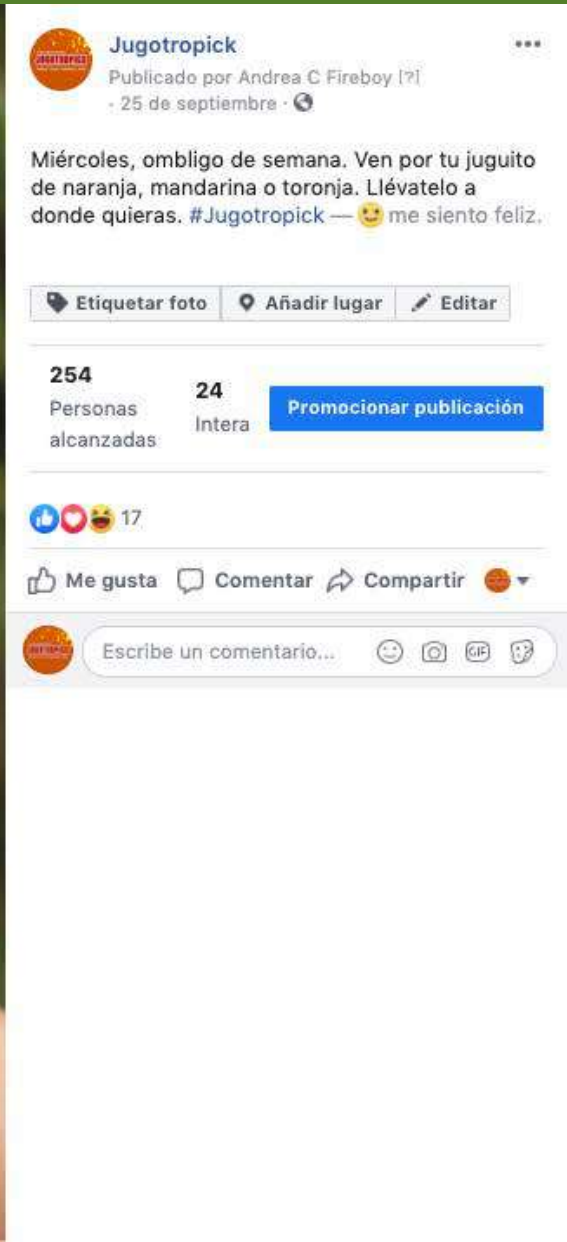 Jugotropick
Publicado por Andrea C Fireboy [?]
· 25 de septiembre ·
Miércoles, ombligo de semana. Ven por tu juguito
de naranja, mandarina o toronja. Llévatelo a
donde quieras. #Jugotropick — me siento feliz.
Etiquetar foto Añadir lugar Editar
254
Personas
alcanzadas
24
Intera
Promocionar publicación
17
Me gusta Comentar Compartir
Escribe un comentario... GIF